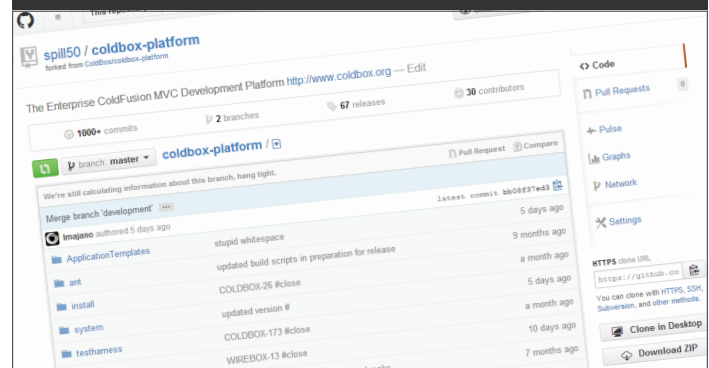 This repository
spill50 / coldbox-platform
forked from ColdBox/coldbox-platform
The Enterprise ColdFusion MVC Development Platform http://www.coldbox.org — Edit
1000+ commits
2 branches
67 releases
30 contributors
branch: master
coldbox-platform /
Pull Request
Compare
We're still calculating information about this branch, hang tight.
Merge branch 'development'
lmajano authored 5 days ago
latest commit bb08f37ed3
ApplicationTemplates
stupid whitespace
5 days ago
ant
updated build scripts in preparation for release
9 months ago
install
COLDBOX-26 #close
a month ago
system
updated version #
5 days ago
testharness
COLDBOX-173 #close
a month ago
WIREBOX-13 #close
10 days ago
7 months ago
Code
Pull Requests
0
Pulse
Graphs
Network
Settings
HTTPS clone URL
https://github.co
You can clone with HTTPS, SSH,
Subversion, and other methods.
Clone in Desktop
Download ZIP